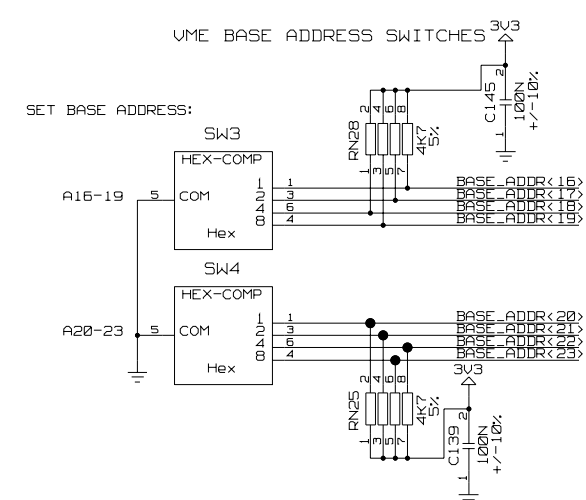 VME BASE ADDRESS SWITCHES
3V3
2
C145
100N
+/-10%
1
SET BASE ADDRESS:
2 4 6 8
RN28
4K7
5%
1 3 5 7
SW3
HEX-COMP
A16-19 5 COM
1 1 BASE_ADDR<16>
2 3 BASE_ADDR<17>
4 6 BASE_ADDR<18>
8 4 BASE_ADDR<19>
Hex
SW4
HEX-COMP
A20-23 5 COM
1 1 BASE_ADDR<20>
2 3 BASE_ADDR<21>
4 6 BASE_ADDR<22>
8 4 BASE_ADDR<23>
Hex
3V3
2 4 6 8
RN25
4K7
5%
1 3 5 7
2
C139
100N
+/-10%
1